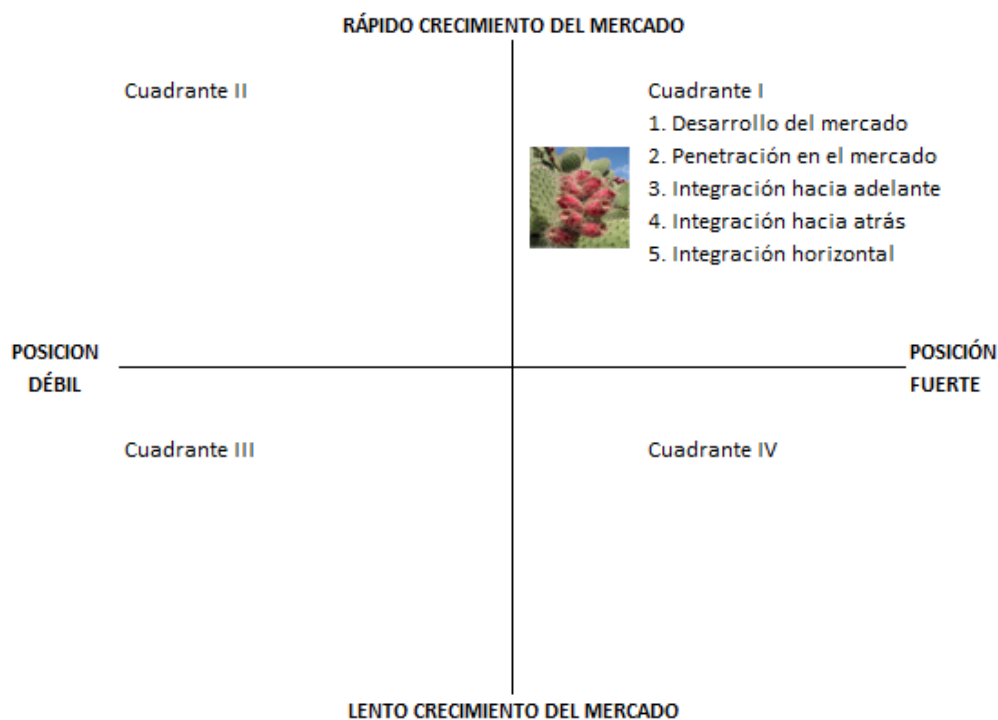 RÁPIDO CRECIMIENTO DEL MERCADO
Cuadrante II
Cuadrante I
1. Desarrollo del mercado
2. Penetración en el mercado
3. Integración hacia adelante
4. Integración hacia atrás
5. Integración horizontal
POSICION
DÉBIL
POSICIÓN
FUERTE
Cuadrante III
Cuadrante IV
LENTO CRECIMIENTO DEL MERCADO